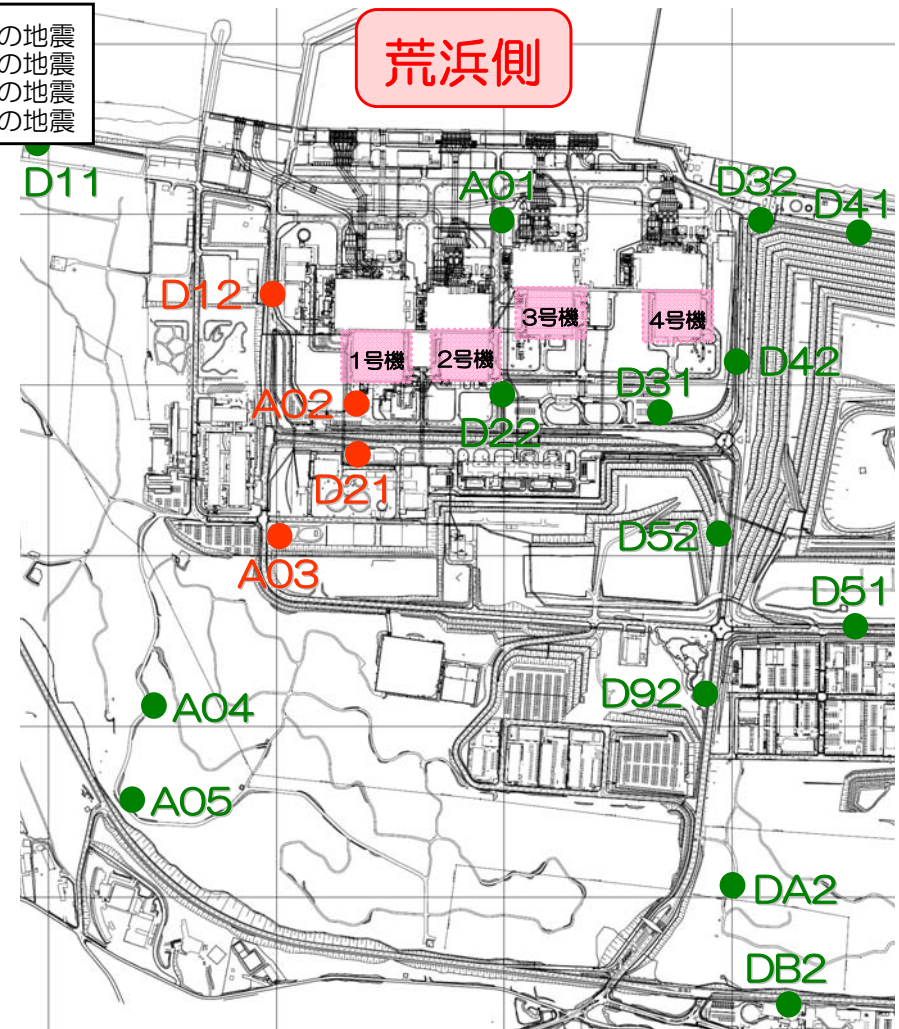 の地震
の地震
の地震
の地震
荒浜側
D11
A01
D32
D41
D12
3号機
4号機
1号機
2号機
D42
A02
D22
D31
D21
D52
A03
D51
D92
A04
A05
DA2
DB2